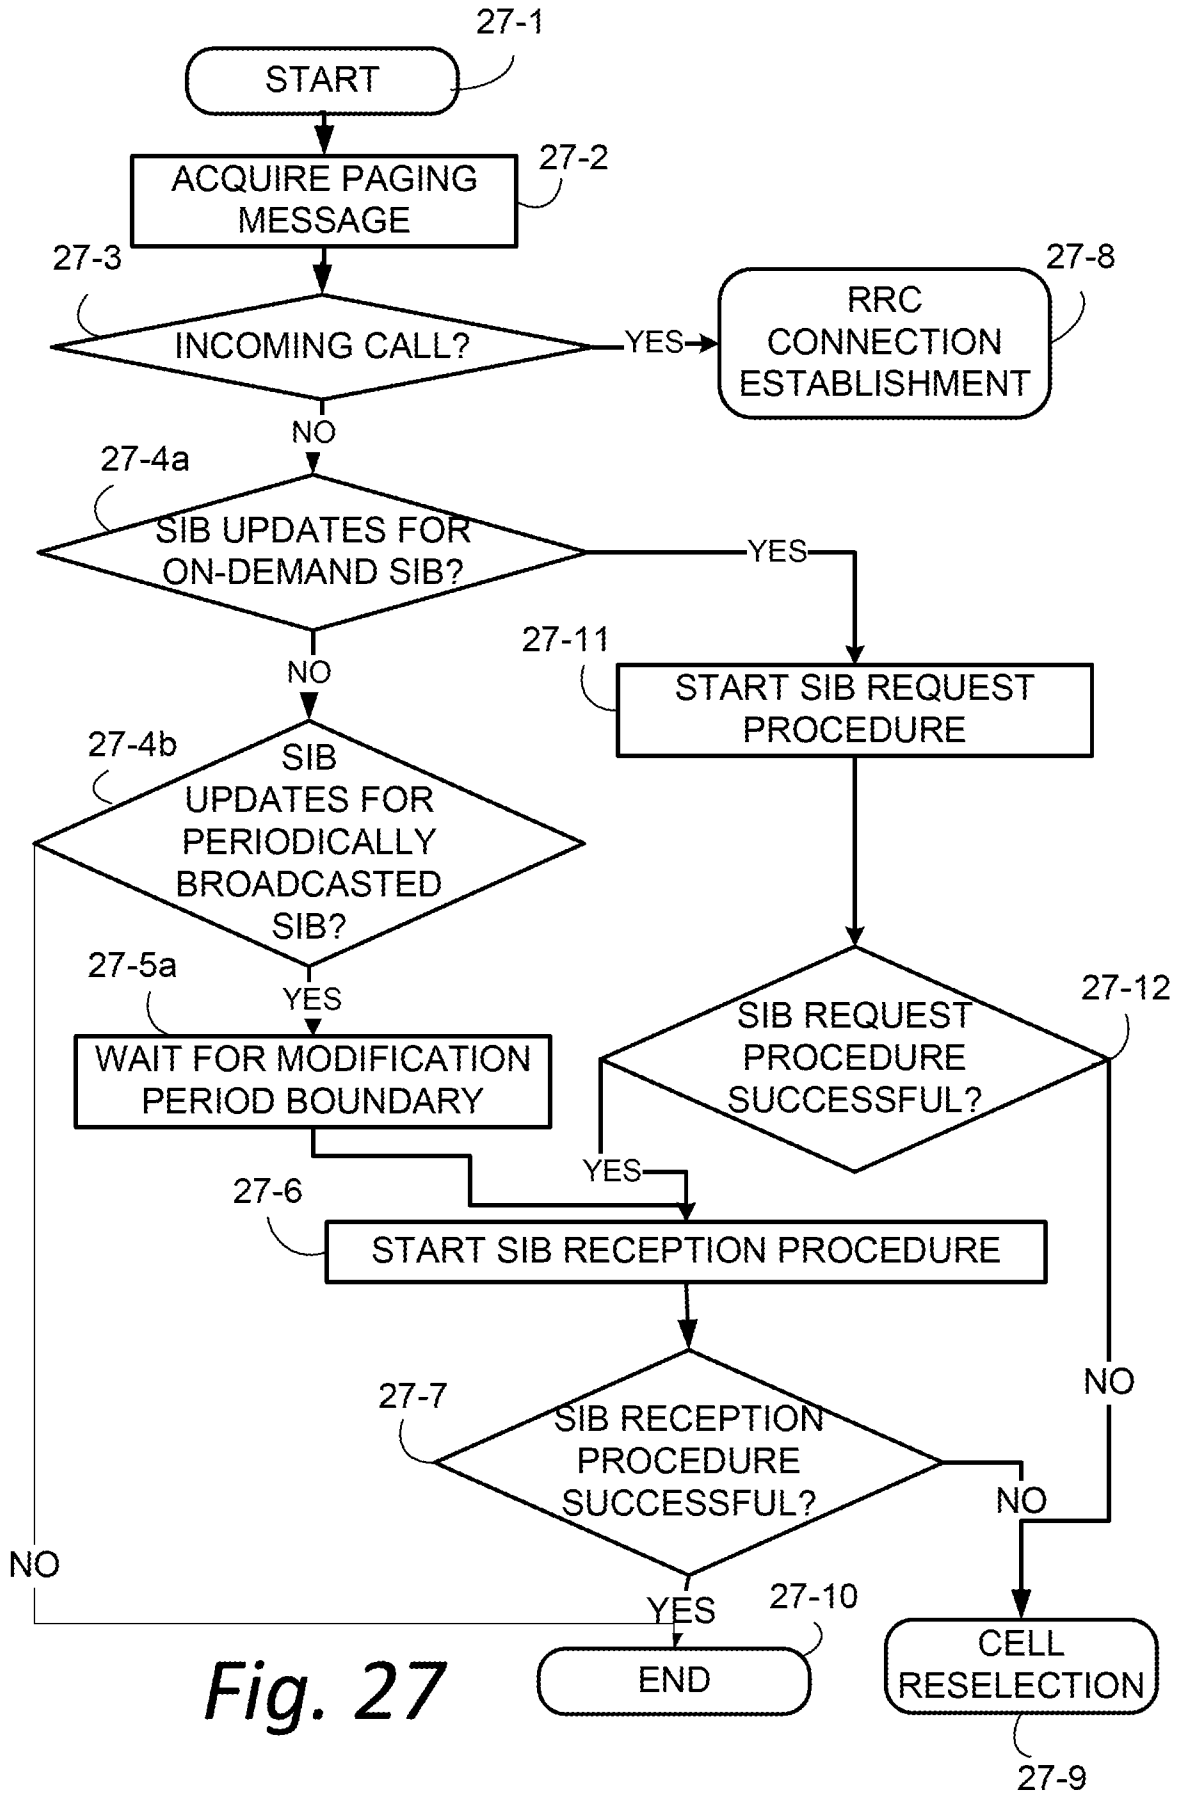 27-1
START
27-2
ACQUIRE PAGING
MESSAGE
27-3
INCOMING CALL?
YES
27-8
RRC
CONNECTION
ESTABLISHMENT
NO
27-4a
SIB UPDATES FOR
ON-DEMAND SIB?
YES
NO
27-11
START SIB REQUEST
PROCEDURE
27-4b
SIB
UPDATES FOR
PERIODICALLY
BROADCASTED
SIB?
YES
27-5a
WAIT FOR MODIFICATION
PERIOD BOUNDARY
27-12
SIB REQUEST
PROCEDURE
SUCCESSFUL?
YES
27-6
START SIB RECEPTION PROCEDURE
NO
27-7
SIB RECEPTION
PROCEDURE
SUCCESSFUL?
NO
NO
YES
27-10
END
CELL
RESELECTION
27-9
Fig. 27